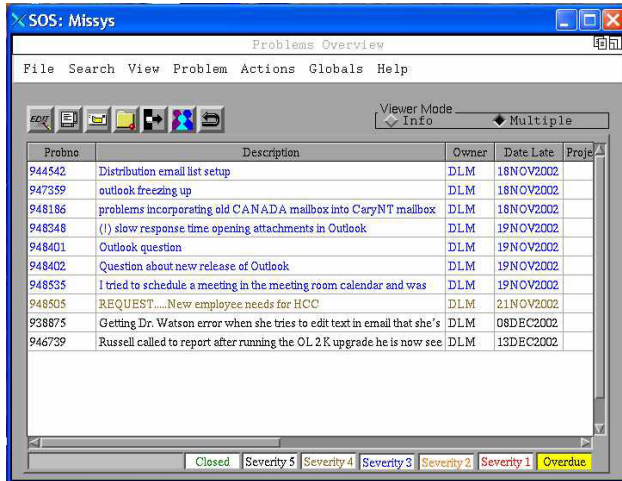 SOS: Missys
Problems Overview
File Search View Problem Actions Globals Help
EDIT
Viewer Mode
Info Multiple
Probno Description Owner Date Late Proje
944542 Distribution email list setup DLM 18NOV2002
947359 outlook freezing up DLM 18NOV2002
948186 problems incorporating old CANADA mailbox into CaryNT mailbox DLM 18NOV2002
948348 (!) slow response time opening attachments in Outlook DLM 19NOV2002
948401 Outlook question DLM 19NOV2002
948402 Question about new release of Outlook DLM 19NOV2002
948535 I tried to schedule a meeting in the meeting room calendar and was DLM 19NOV2002
948505 REQUEST.....New employee needs for HCC DLM 21NOV2002
938875 Getting Dr. Watson error when she tries to edit text in email that she's DLM 08DEC2002
946739 Russell called to report after running the OL 2K upgrade he is now see DLM 13DEC2002
Closed Severity 5 Severity 4 Severity 3 Severity 2 Severity 1 Overdue